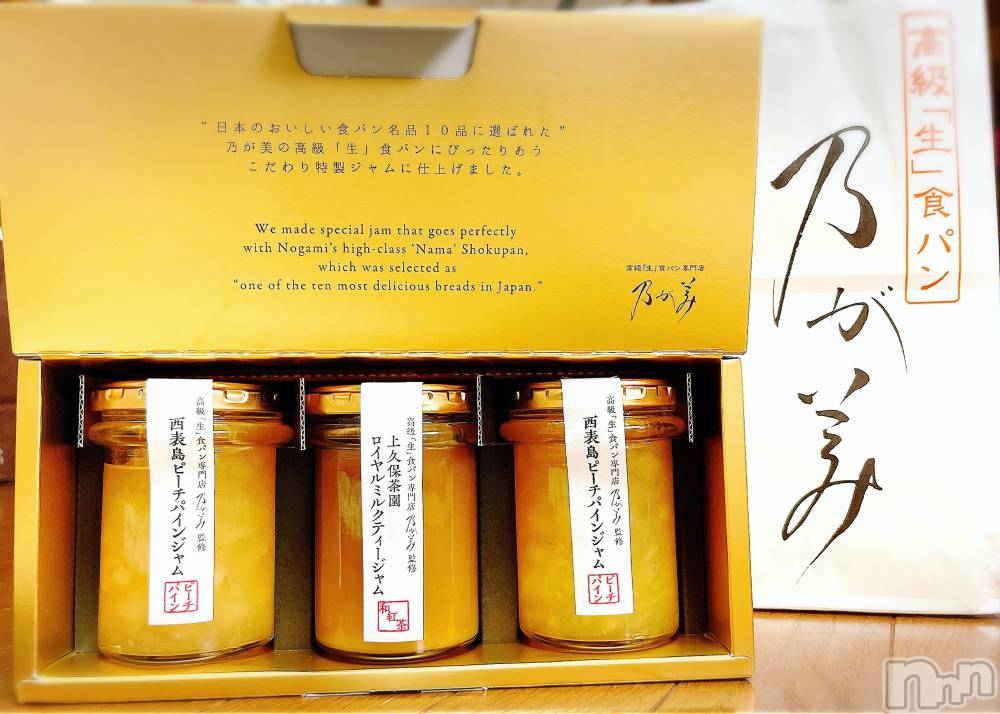 “日本のおいしい食パン名品10品に選ばれた”
乃が美の高級「生」食パンにぴったりあう
こだわり特製ジャムに仕上げました。
We made special jam that goes perfectly
with Nogami’s high-class ‘Nama’ Shokupan,
which was selected as
“one of the ten most delicious breads in Japan.”
高級「生」食パン専門店
乃が美
高級「生」食パン
乃が美
高級「生」食パン専門店 乃が美 監修
西表島ピーチパインジャム
ピーチ
パイン
高級「生」食パン専門店 乃が美 監修
上久保茶園
ロイヤルミルクティージャム
和紅茶
高級「生」食パン専門店 乃が美 監修
西表島ピーチパインジャム
ピーチ
パイン
nnn